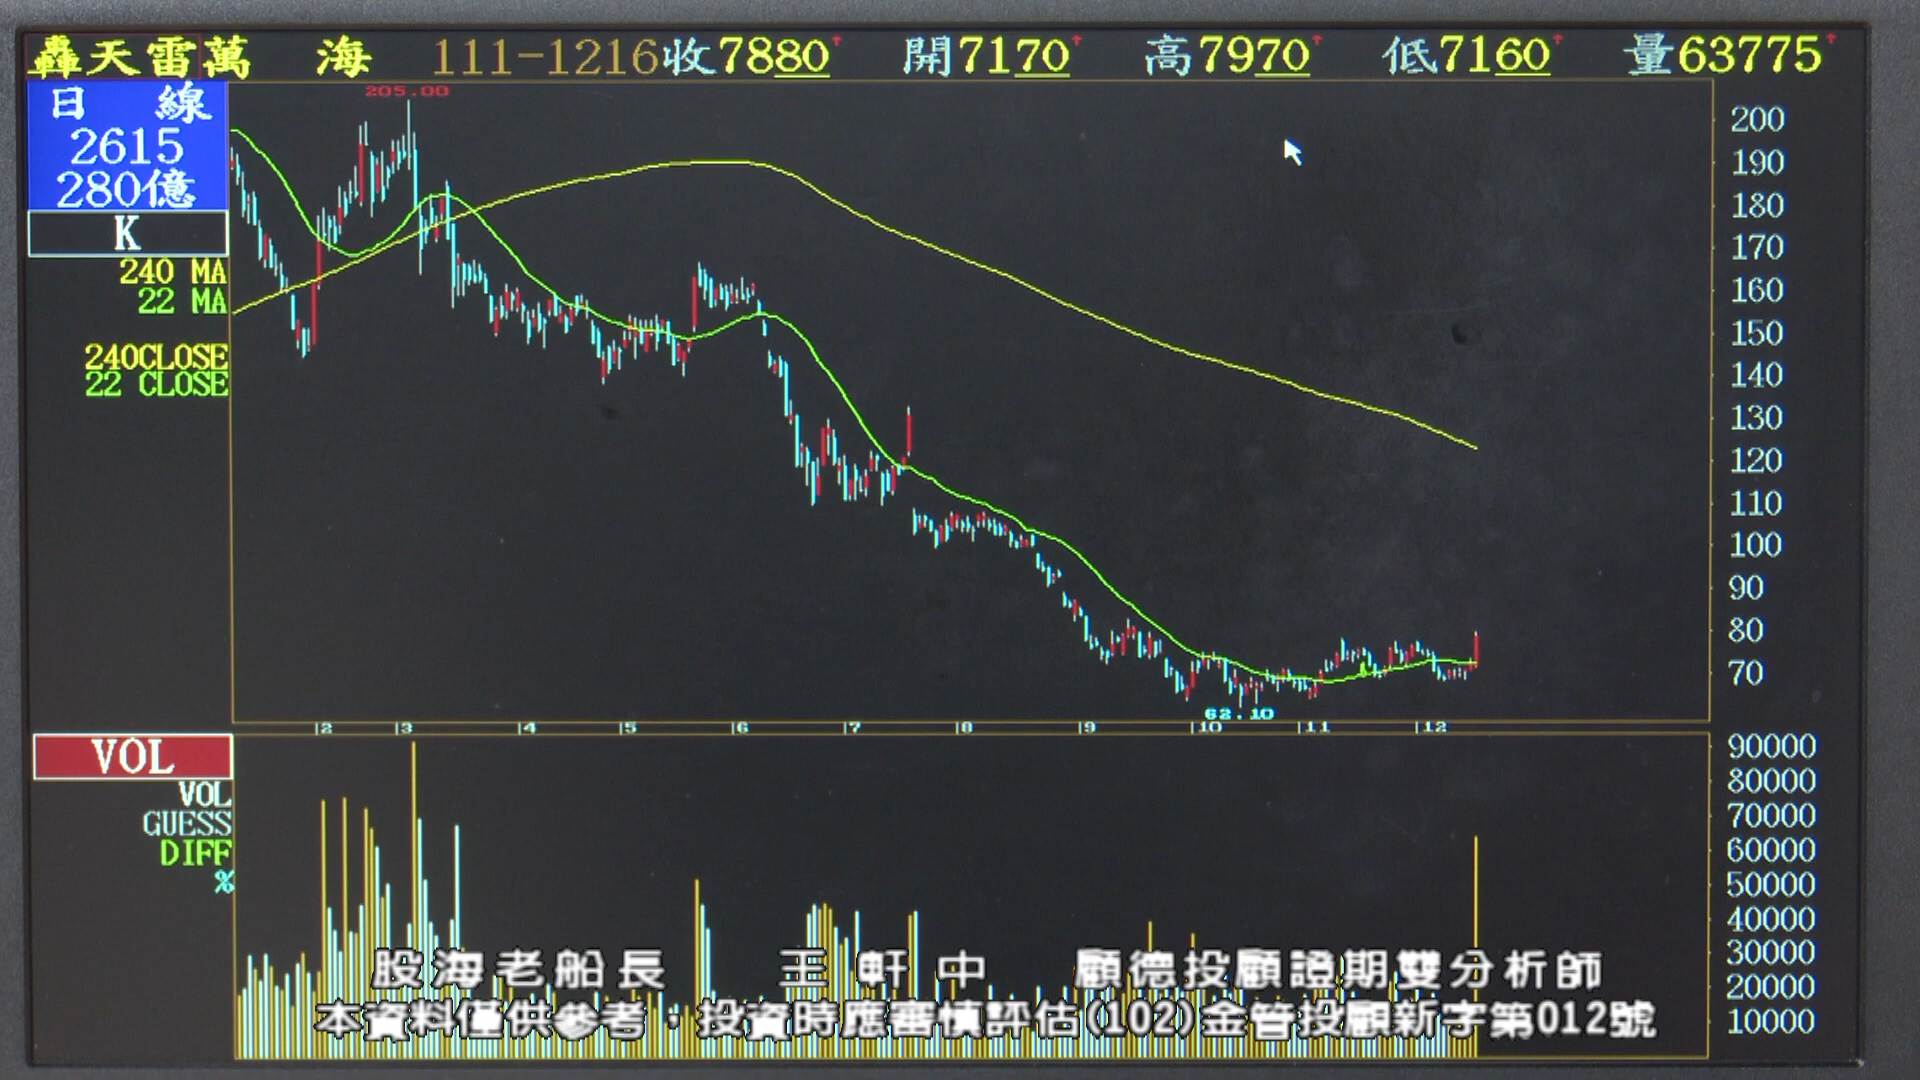 轟天雷萬 海 111-1216收7880 開7170 高7970 低7160 量63775
日 線
2615
280億
K
240 MA
22 MA
240CLOSE
22 CLOSE
205.00
200
190
180
170
160
150
140
130
120
110
100
90
80
70
62.10
2 3 4 5 6 7 8 9 10 11 12
VOL
VOL
GUESS
DIFF
%
90000
80000
70000
60000
50000
40000
30000
20000
10000
股海老船長 王軒中 顧德投顧證期雙分析師
本資料僅供參考,投資時應審慎評估(102)金管投顧新字第012號